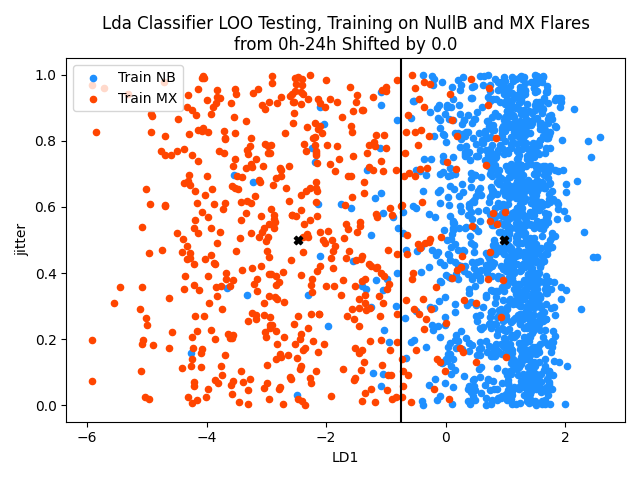 Lda Classifier LOO Testing, Training on NullB and MX Flares
from 0h-24h Shifted by 0.0
Train NB
Train MX
1.0
0.8
0.6
0.4
0.2
0.0
jitter
−6
−4
−2
0
2
LD1